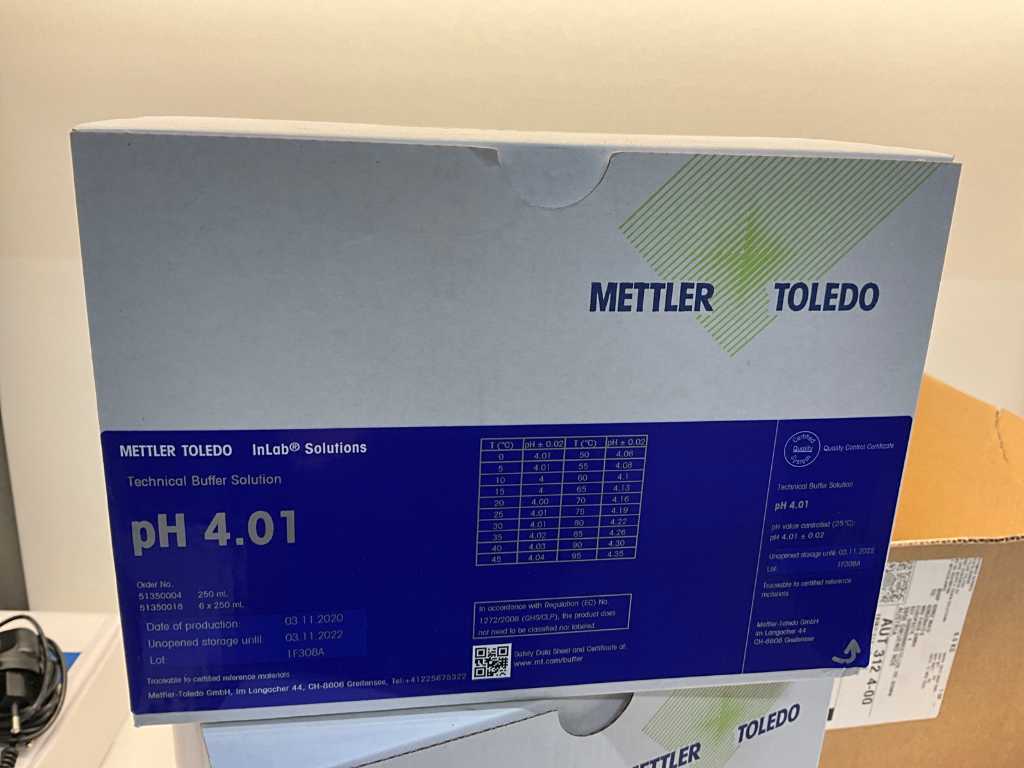 METTLER TOLEDO
METTLER TOLEDO InLab® Solutions
Technical Buffer Solution
pH 4.01
Order No.
51350004 250 mL
51350018 6 x 250 mL
Date of production: 03.11.2020
Unopened storage until: 03.11.2022
Lot 1F308A
Traceable to certified reference materials
Mettler-Toledo GmbH, Im Langacher 44, CH-8606 Greifensee, Tel:+41225675322
T (°C) pH ± 0.02 T (°C) pH ± 0.02
0 4.01 50 4.06
5 4.01 55 4.08
10 4 60 4.1
15 4 65 4.13
20 4.00 70 4.16
25 4.01 75 4.19
30 4.01 80 4.22
35 4.02 85 4.26
40 4.03 90 4.30
45 4.04 95 4.35
In accordance with Regulation (EC) No.
1272/2008 (GHS/CLP), the product does
not need to be classified nor labeled.
Safety Data Sheet and Certificate at:
www.mt.com/buffer
Certified
Quality
System
Quality Control Certificate
Technical Buffer Solution
pH 4.01
pH value controlled (25°C):
pH 4.01 ± 0.02
Unopened storage until: 03.11.2022
Lot 1F308A
Traceable to certified reference
materials
Mettler-Toledo GmbH
Im Langacher 44
CH-8606 Greifensee
METTLER TOLEDO
312 4-00